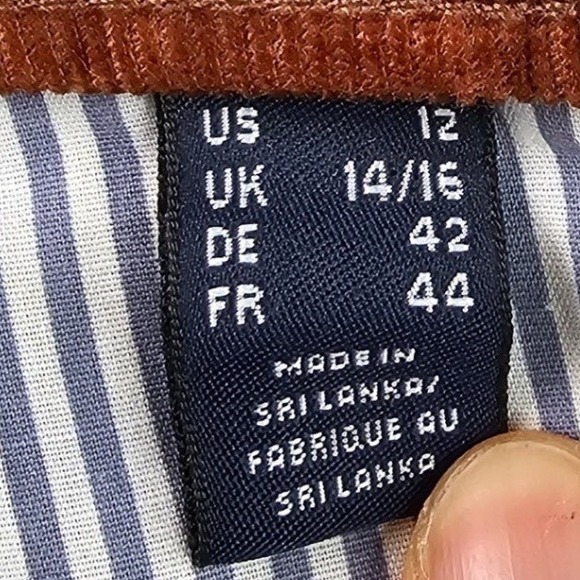 US 12
UK 14/16
DE 42
FR 44
MADE IN
SRI LANKA/
FABRIQUE AU
SRI LANKA